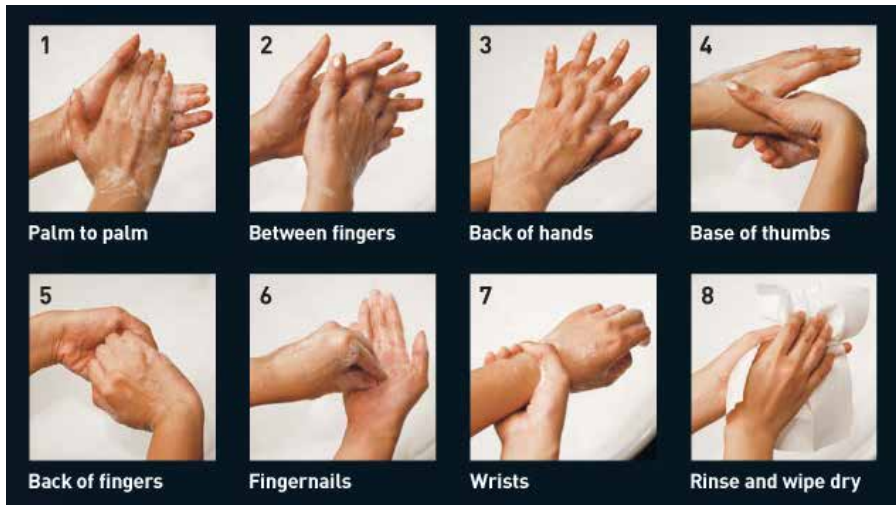 1
2
3
4
Palm to palm
Between fingers
Back of hands
Base of thumbs
5
6
7
8
Back of fingers
Fingernails
Wrists
Rinse and wipe dry